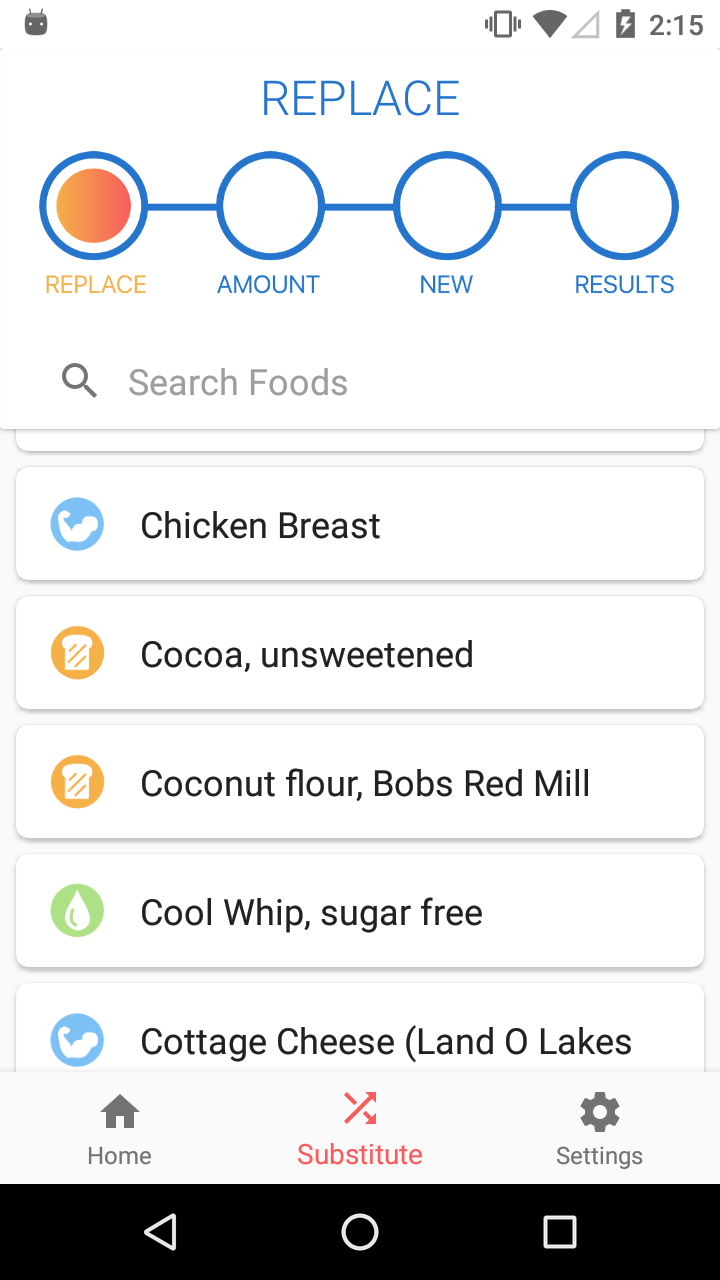 2:15
REPLACE
REPLACE AMOUNT NEW RESULTS
Search Foods
Chicken Breast
Cocoa, unsweetened
Coconut flour, Bobs Red Mill
Cool Whip, sugar free
Cottage Cheese (Land O Lakes
Home Substitute Settings